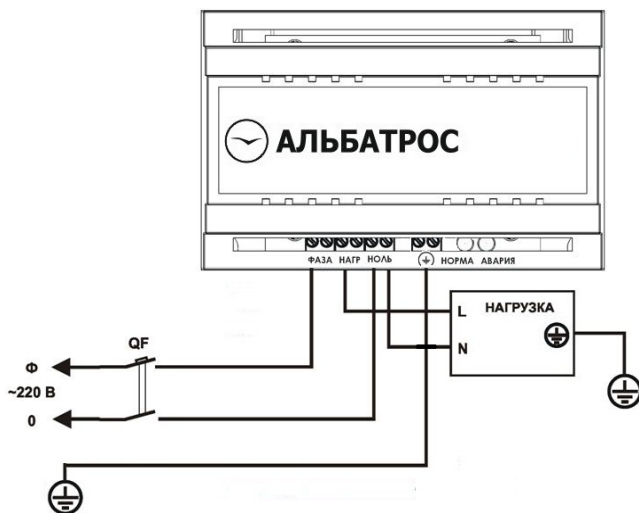 АЛЬБАТРОС
ФАЗА НАГР НОЛЬ НОРМА АВАРИЯ
L НАГРУЗКА
N
QF
Ф
~220 В
0